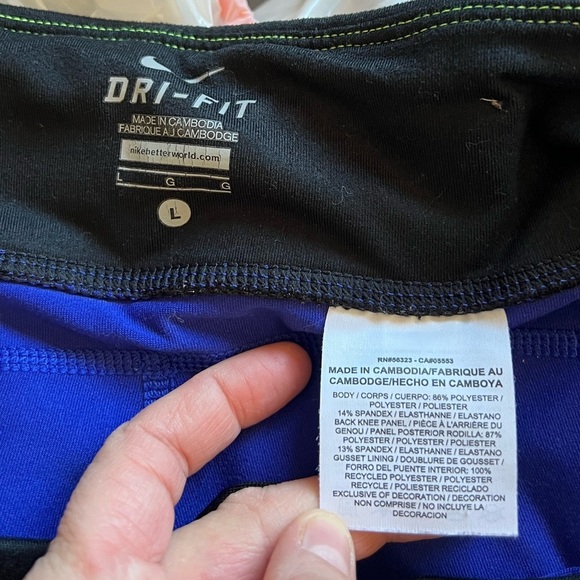 DRI-FIT
MADE IN CAMBODIA
FABRIQUE AU CAMBODGE
nikebetterworld.com
L G G
L
RN#56323 - CA#05553
MADE IN CAMBODIA/FABRIQUE AU
CAMBODGE/HECHO EN CAMBOYA
BODY / CORPS / CUERPO: 86% POLYESTER /
POLYESTER / POLIESTER
14% SPANDEX / ELASTHANNE / ELASTANO
BACK KNEE PANEL / PIÈCE À L'ARRIÈRE DU
GENOU / PANEL POSTERIOR RODILLA: 87%
POLYESTER / POLYESTER / POLIESTER
13% SPANDEX / ELASTHANNE / ELASTANO
GUSSET LINING / DOUBLURE DE GOUSSET /
FORRO DEL PUENTE INTERIOR: 100%
RECYCLED POLYESTER / POLYESTER
RECYCLE / POLIESTER RECICLADO
EXCLUSIVE OF DECORATION / DECORATION
NON COMPRISE / NO INCLUYE LA
DECORACION